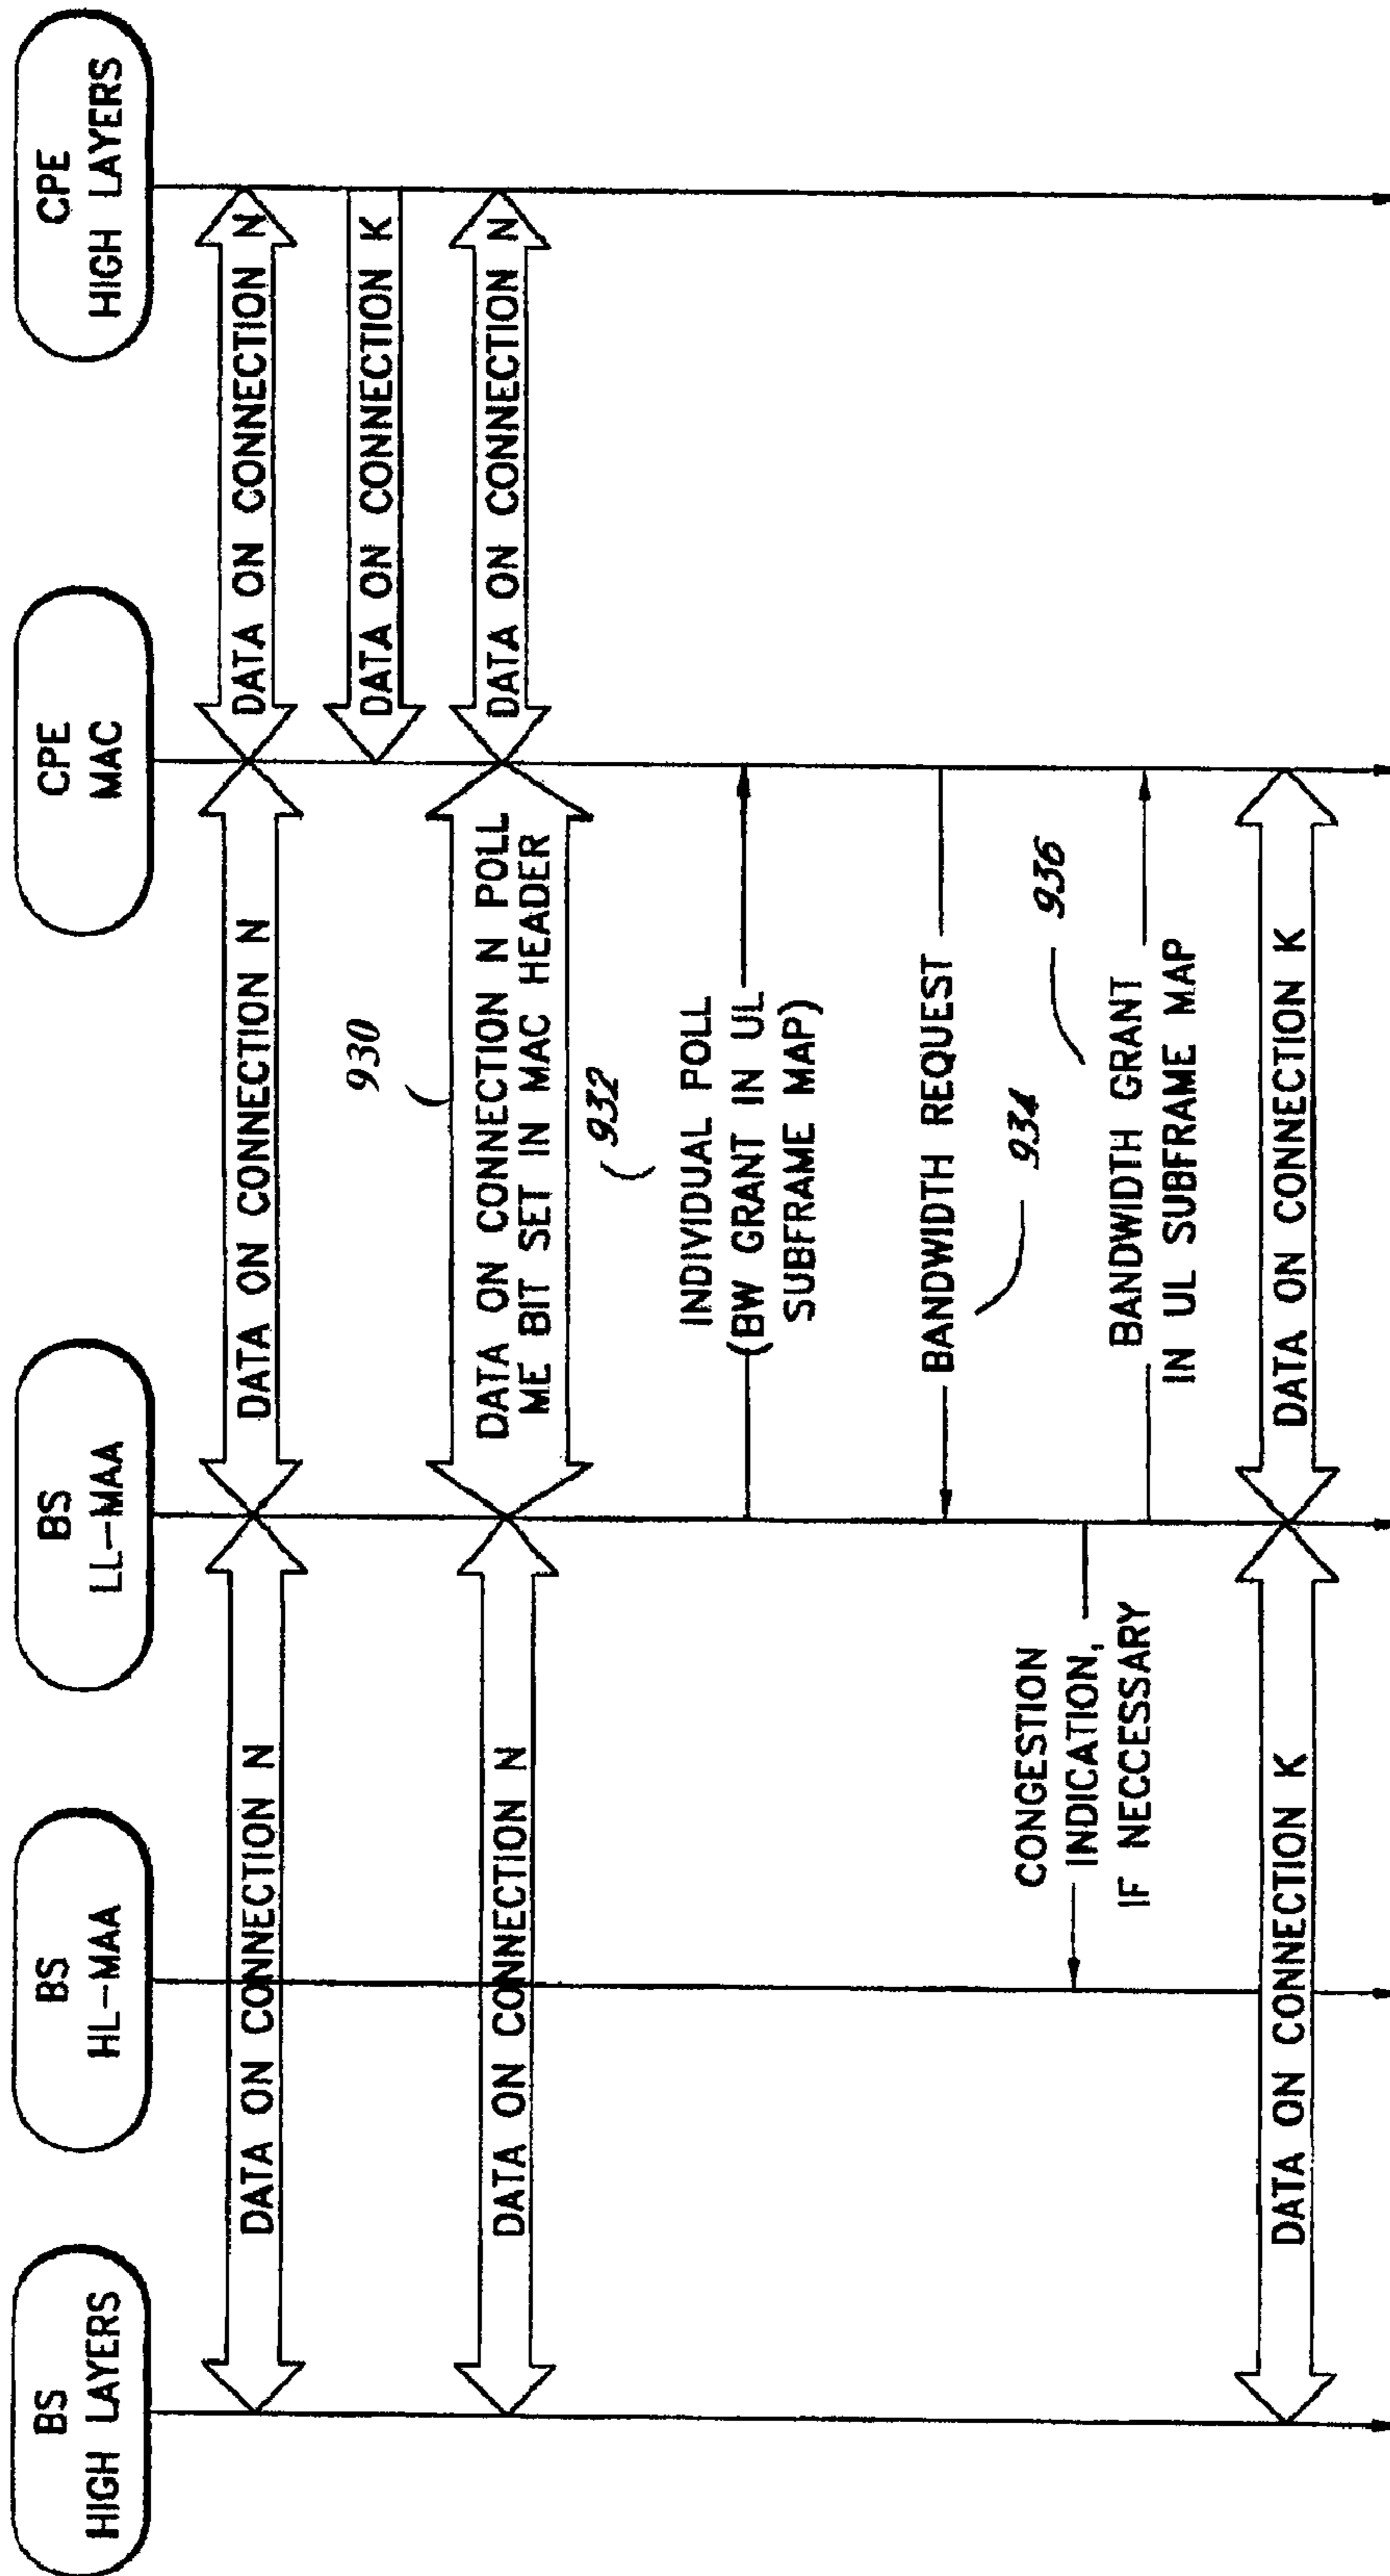 BS
HIGH LAYERS
BS
HL-MAA
BS
LL-MAA
CPE
MAC
CPE
HIGH LAYERS
DATA ON CONNECTION N
DATA ON CONNECTION N
DATA ON CONNECTION N
DATA ON CONNECTION K
930
DATA ON CONNECTION N
DATA ON CONNECTION N POLL
ME BIT SET IN MAC HEADER
DATA ON CONNECTION N
932
INDIVIDUAL POLL
(BW GRANT IN UL
SUBFRAME MAP)
BANDWIDTH REQUEST
934
CONGESTION
INDICATION,
IF NECCESSARY
936
BANDWIDTH GRANT
IN UL SUBFRAME MAP
DATA ON CONNECTION K
DATA ON CONNECTION K